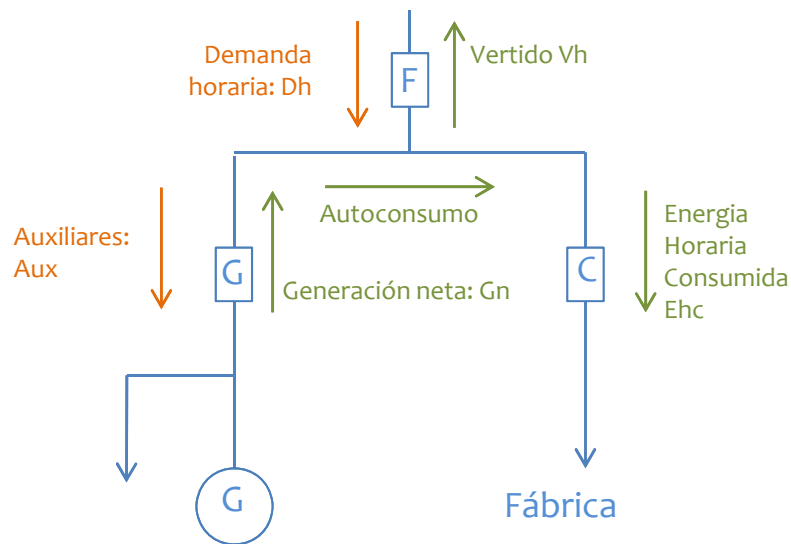 Demanda
horaria: Dh
F
Vertido Vh
Auxiliares:
Aux
G
Autoconsumo
Generación neta: Gn
C
Energia
Horaria
Consumida
Ehc
G
Fábrica